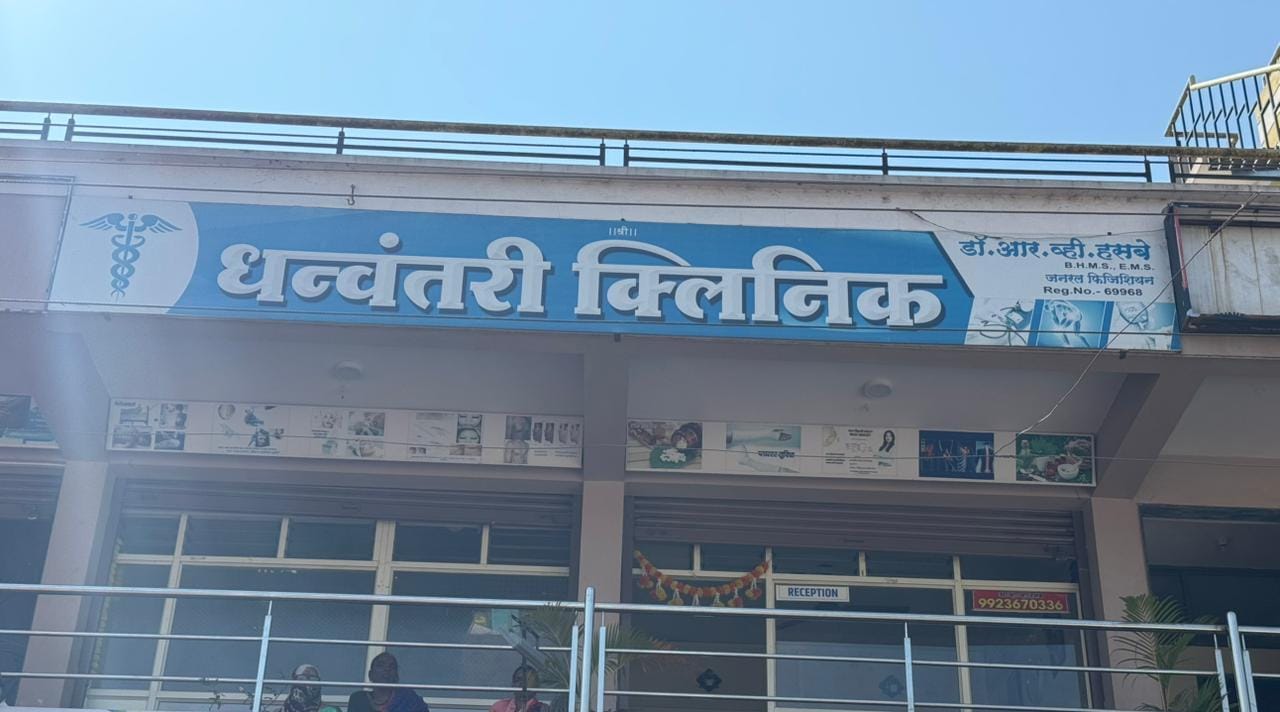 ॥श्री॥
धन्वंतरी क्लिनिक
डॉ.आर.व्ही.हसबे
B.H.M.S., E.M.S.
जनरल फिजिशियन
Reg.No.- 69968
RECEPTION
9923670336